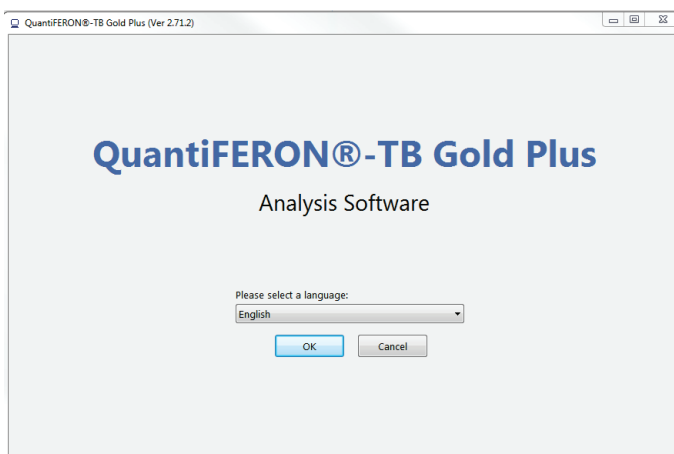 QuantiFERON®-TB Gold Plus (Ver 2.71.2)
QuantiFERON®-TB Gold Plus
Analysis Software
Please select a language:
English
OK Cancel